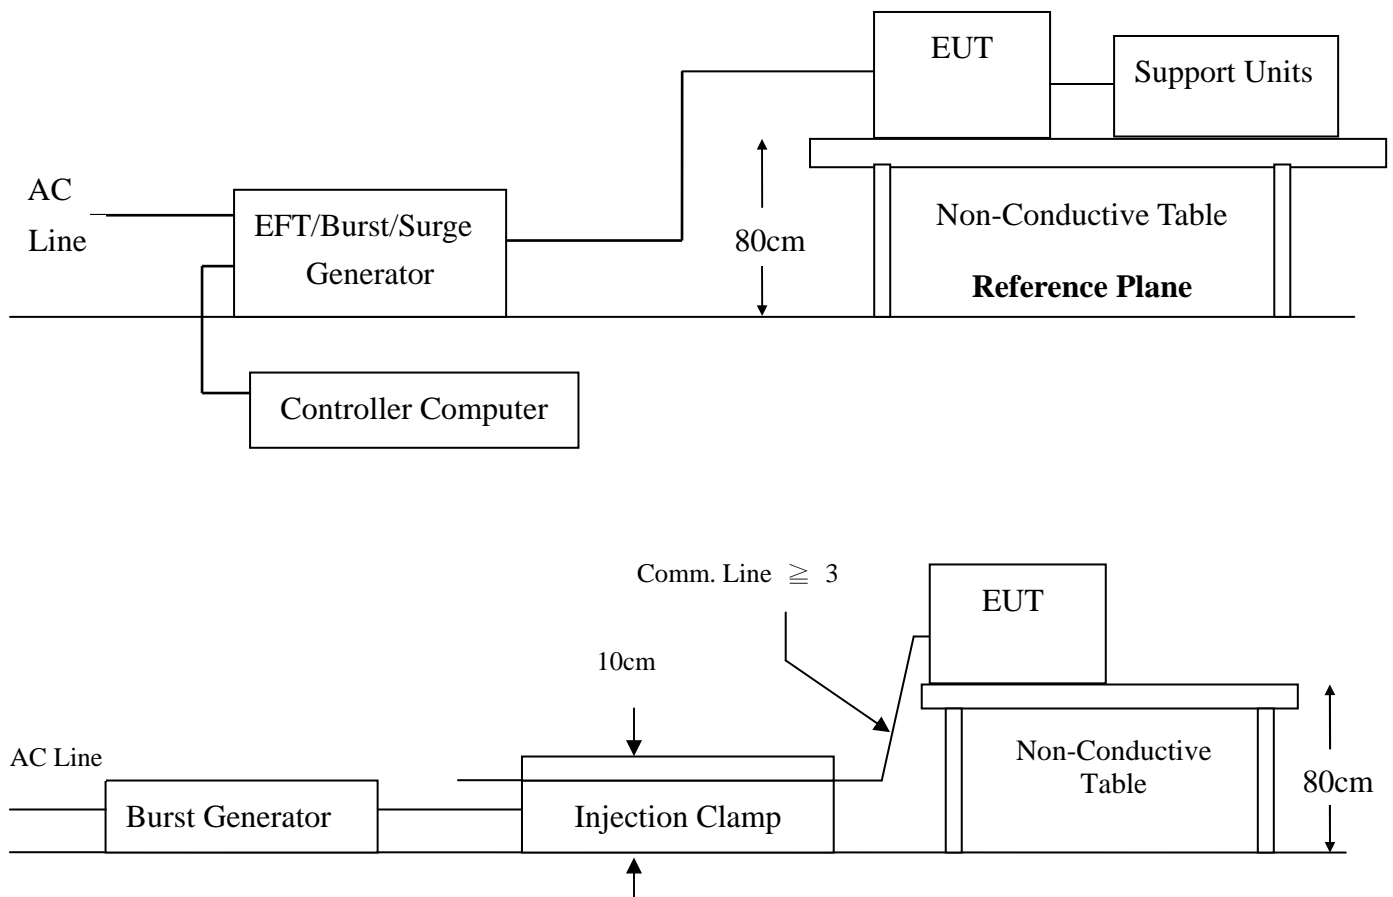 EUT
Support Units
AC
Line
EFT/Burst/Surge
Generator
80cm
Non-Conductive Table
Reference Plane
Controller Computer
Comm. Line ≧ 3
EUT
10cm
AC Line
Burst Generator
Injection Clamp
Non-Conductive
Table
80cm